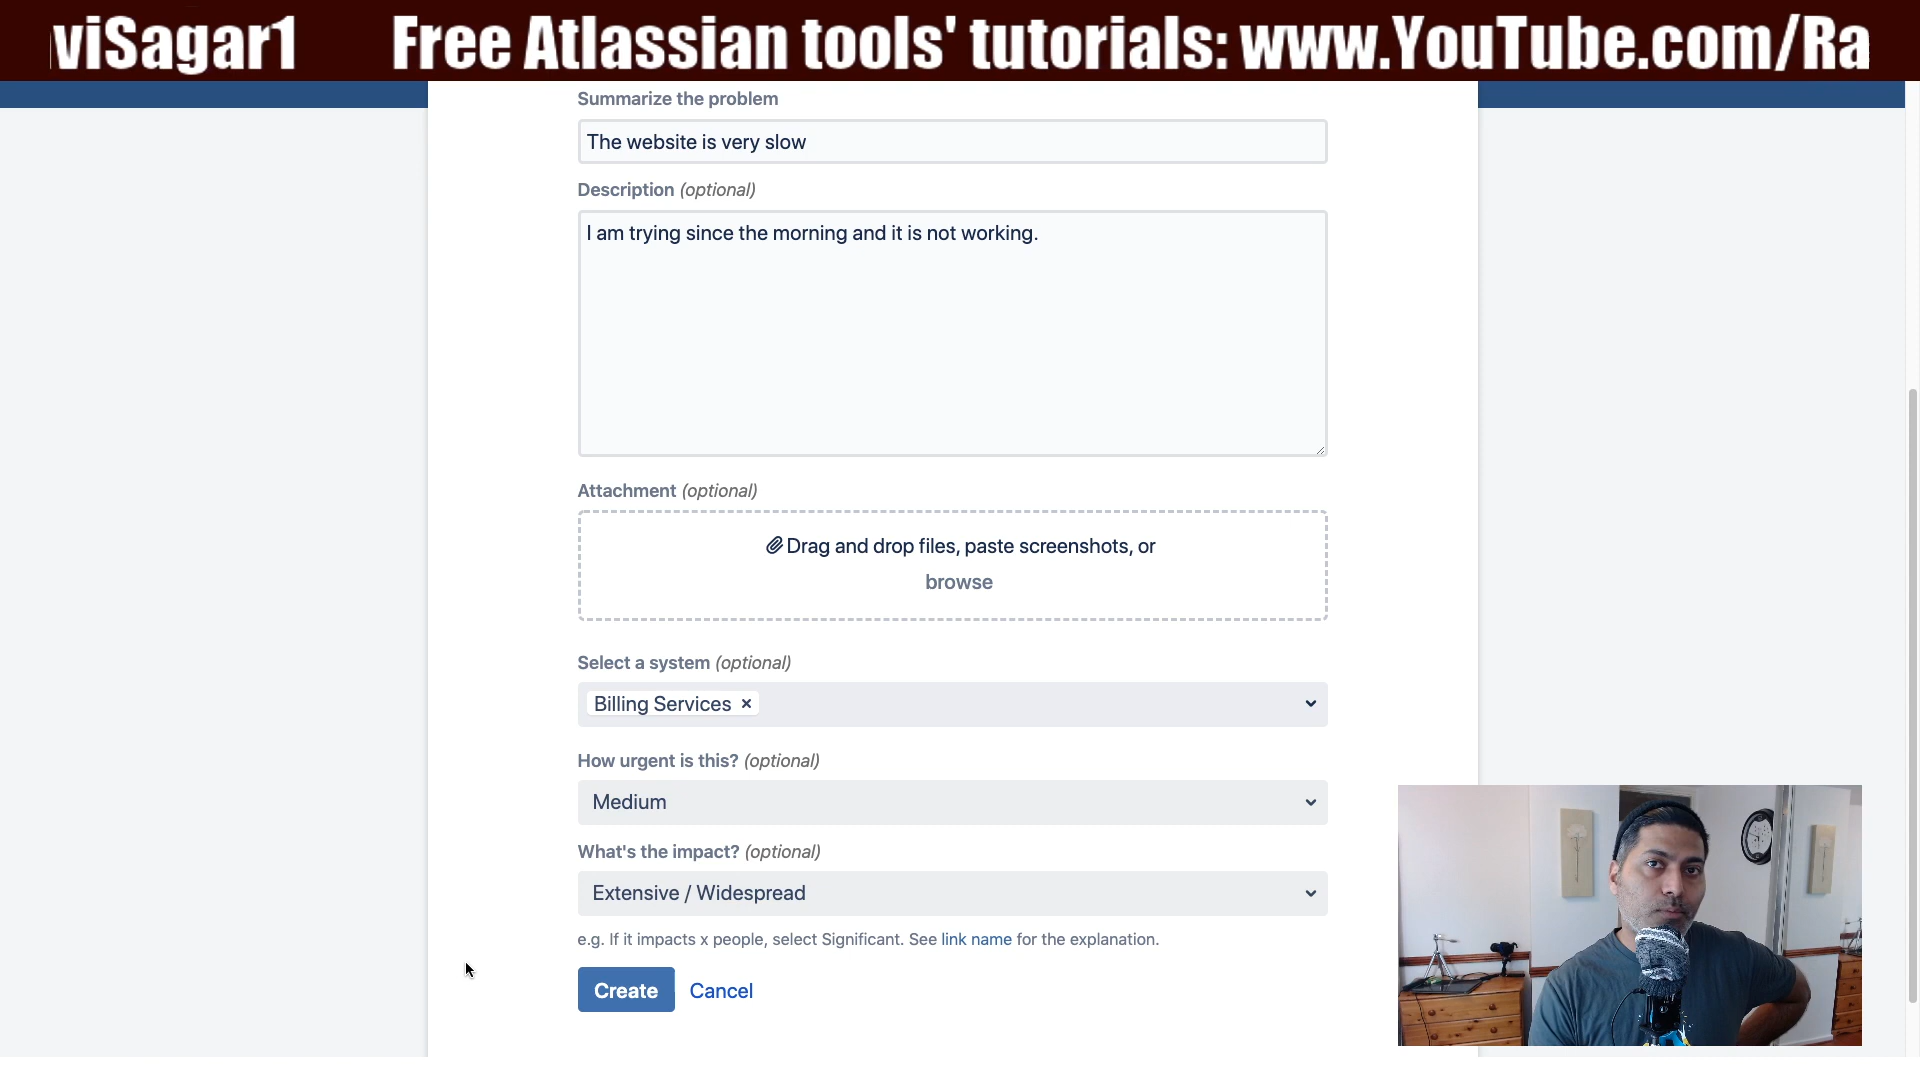 viSagar1 Free Atlassian tools' tutorials: www.YouTube.com/Ra
Summarize the problem
The website is very slow
Description (optional)
I am trying since the morning and it is not working.
Attachment (optional)
Drag and drop files, paste screenshots, or
browse
Select a system (optional)
Billing Services ×
How urgent is this? (optional)
Medium
What's the impact? (optional)
Extensive / Widespread
e.g. If it impacts x people, select Significant. See link name for the explanation.
Create Cancel